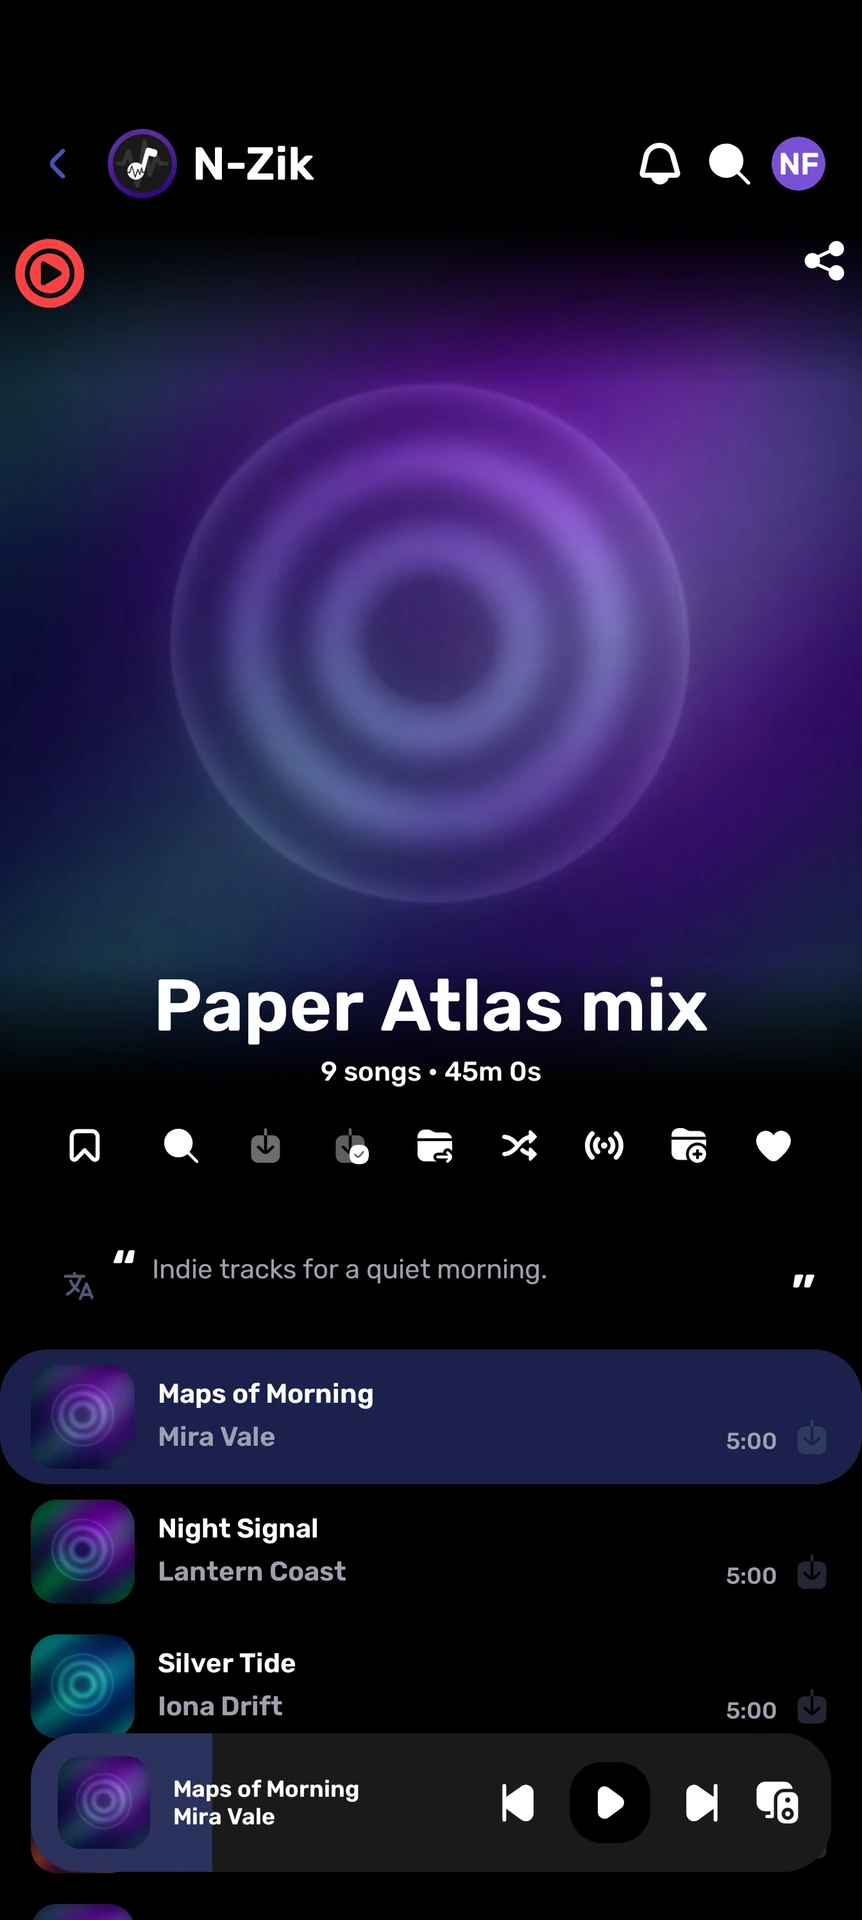 N-Zik
NF
Paper Atlas mix
9 songs • 45m 0s
“ Indie tracks for a quiet morning. ”
Maps of Morning
Mira Vale
5:00
Night Signal
Lantern Coast
5:00
Silver Tide
Iona Drift
5:00
Maps of Morning
Mira Vale